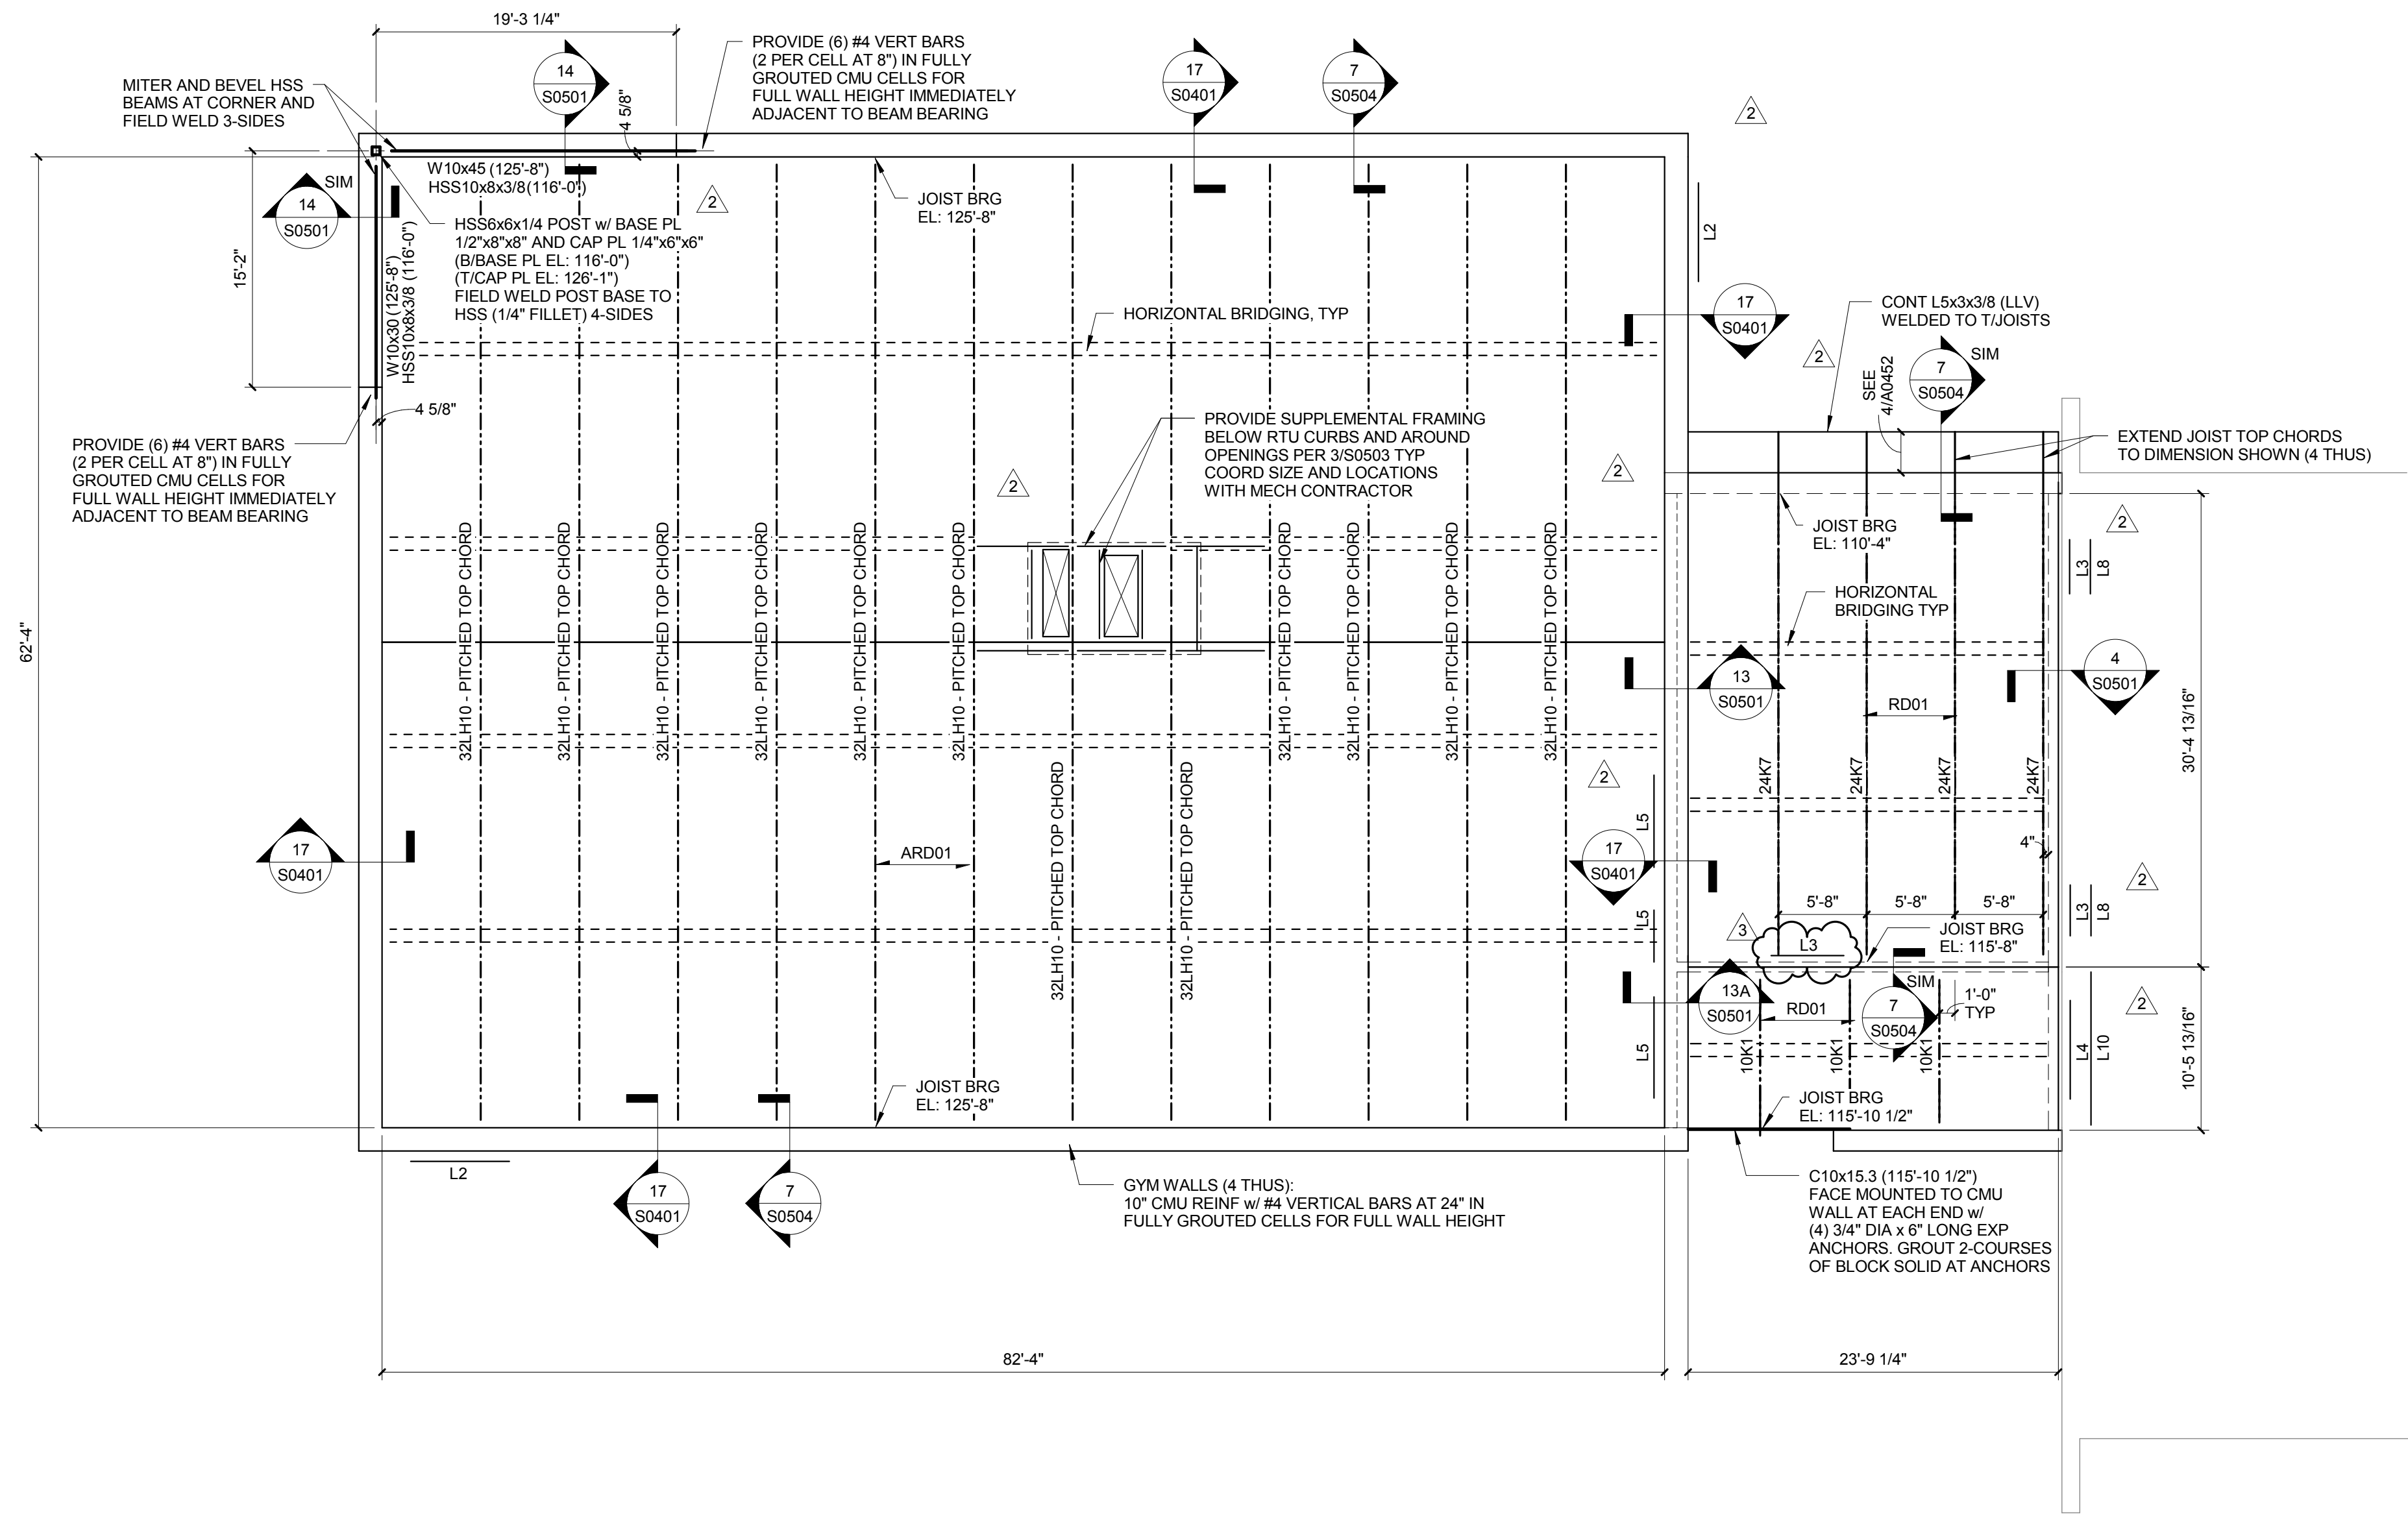 19'-3 1/4"
PROVIDE (6) #4 VERT BARS
(2 PER CELL AT 8") IN FULLY
GROUTED CMU CELLS FOR
FULL WALL HEIGHT IMMEDIATELY
ADJACENT TO BEAM BEARING
MITER AND BEVEL HSS
BEAMS AT CORNER AND
FIELD WELD 3-SIDES
14
S0501
4 5/8"
17
S0401
7
S0504
2
W10x45 (125'-8")
HSS10x8x3/8 (116'-0")
SIM
14
S0501
15'-2"
W10x30 (125'-8")
HSS10x8x3/8 (116'-0")
HSS6x6x1/4 POST w/ BASE PL
1/2"x8"x8" AND CAP PL 1/4"x6"x6"
(B/BASE PL EL: 116'-0")
(T/CAP PL EL: 126'-1")
FIELD WELD POST BASE TO
HSS (1/4" FILLET) 4-SIDES
2
JOIST BRG
EL: 125'-8"
L2
HORIZONTAL BRIDGING, TYP
17
S0401
CONT L5x3x3/8 (LLV)
WELDED TO T/JOISTS
2
SEE
4/A0452
7
S0504
SIM
4 5/8"
PROVIDE (6) #4 VERT BARS
(2 PER CELL AT 8") IN FULLY
GROUTED CMU CELLS FOR
FULL WALL HEIGHT IMMEDIATELY
ADJACENT TO BEAM BEARING
PROVIDE SUPPLEMENTAL FRAMING
BELOW RTU CURBS AND AROUND
OPENINGS PER 3/S0503 TYP
COORD SIZE AND LOCATIONS
WITH MECH CONTRACTOR
2
2
EXTEND JOIST TOP CHORDS
TO DIMENSION SHOWN (4 THUS)
JOIST BRG
EL: 110'-4"
2
L3
L8
HORIZONTAL
BRIDGING TYP
62'-4"
32LH10 - PITCHED TOP CHORD
32LH10 - PITCHED TOP CHORD
32LH10 - PITCHED TOP CHORD
32LH10 - PITCHED TOP CHORD
32LH10 - PITCHED TOP CHORD
32LH10 - PITCHED TOP CHORD
32LH10 - PITCHED TOP CHORD
32LH10 - PITCHED TOP CHORD
32LH10 - PITCHED TOP CHORD
32LH10 - PITCHED TOP CHORD
32LH10 - PITCHED TOP CHORD
32LH10 - PITCHED TOP CHORD
13
S0501
4
S0501
RD01
30'-4 13/16"
24K7
24K7
24K7
24K7
2
L5
17
S0401
ARD01
17
S0401
4"
2
L3
L8
5'-8"
5'-8"
5'-8"
L5
3
L3
JOIST BRG
EL: 115'-8"
13A
S0501
RD01
SIM
7
S0504
1'-0"
TYP
2
L5
10K1
10K1
10K1
L4
L10
10'-5 13/16"
JOIST BRG
EL: 125'-8"
JOIST BRG
EL: 115'-10 1/2"
L2
17
S0401
7
S0504
GYM WALLS (4 THUS):
10" CMU REINF w/ #4 VERTICAL BARS AT 24" IN
FULLY GROUTED CELLS FOR FULL WALL HEIGHT
C10x15.3 (115'-10 1/2")
FACE MOUNTED TO CMU
WALL AT EACH END w/
(4) 3/4" DIA x 6" LONG EXP
ANCHORS. GROUT 2-COURSES
OF BLOCK SOLID AT ANCHORS
82'-4"
23'-9 1/4"